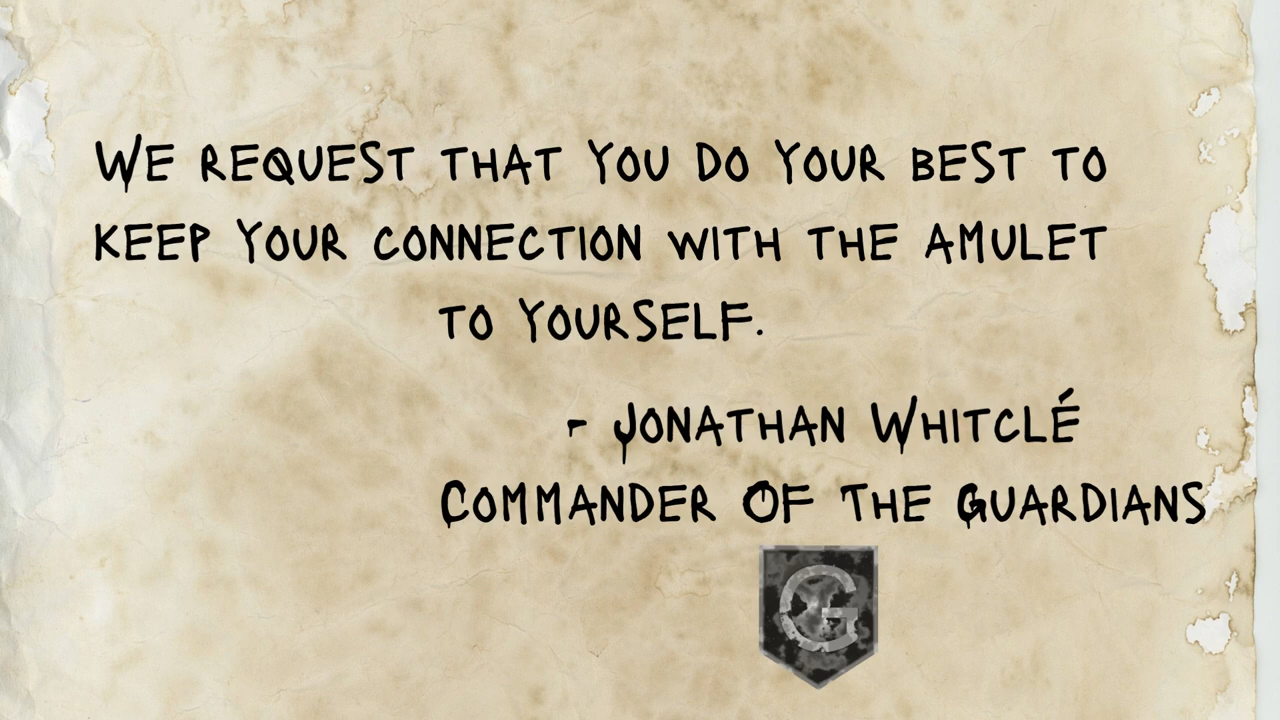 WE REQUEST THAT YOU DO YOUR BEST TO
KEEP YOUR CONNECTION WITH THE AMULET
TO YOURSELF.
- JONATHAN WHITCLÉ
COMMANDER OF THE GUARDIANS
G